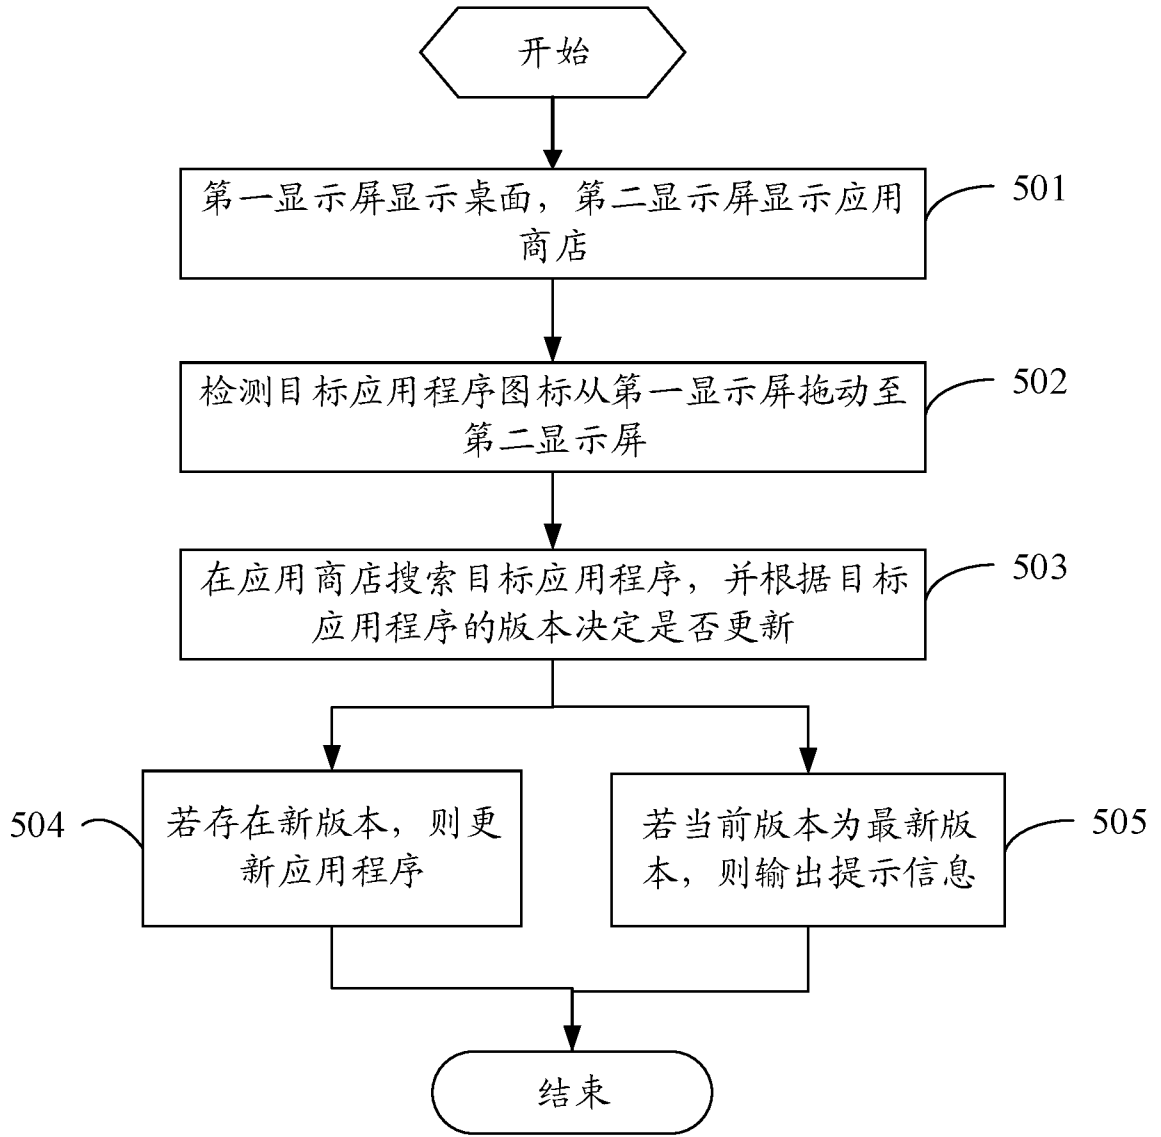 开始
第一显示屏显示桌面，第二显示屏显示应用
商店
501
检测目标应用程序图标从第一显示屏拖动至
第二显示屏
502
在应用商店搜索目标应用程序，并根据目标
应用程序的版本决定是否更新
503
504
若存在新版本，则更
新应用程序
若当前版本为最新版
本，则输出提示信息
505
结束